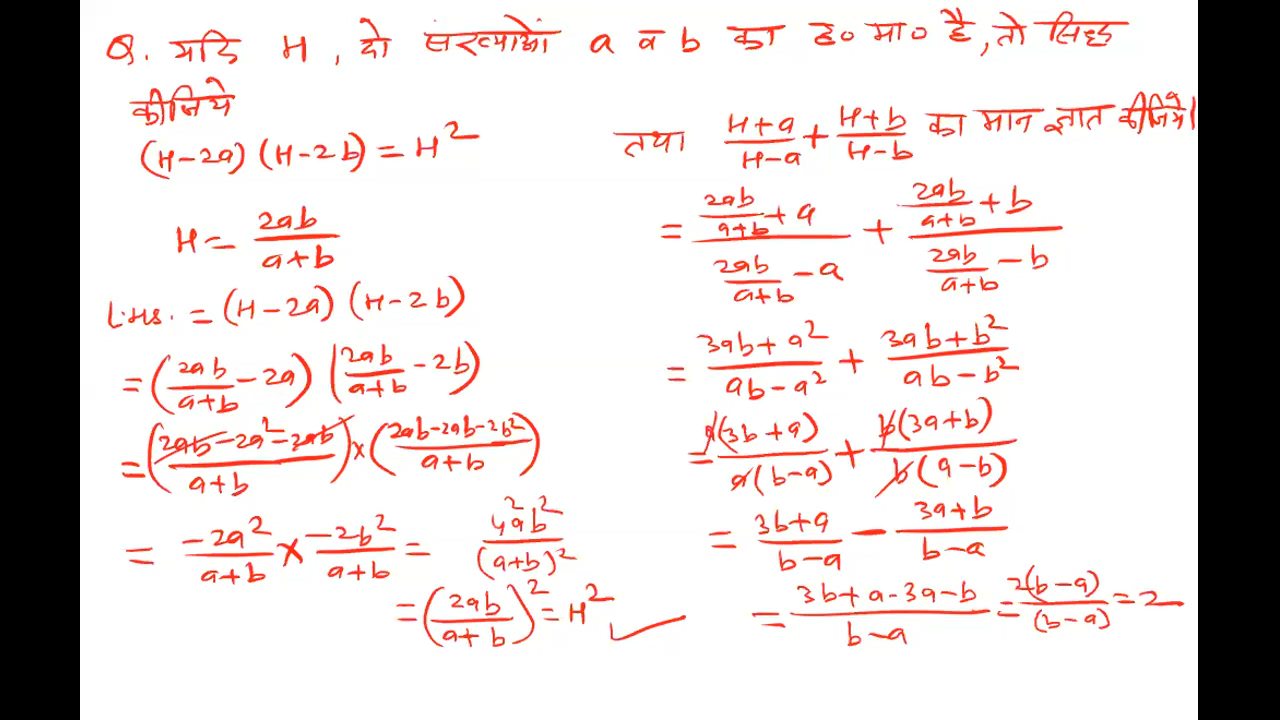 Q. यदि H, दो संख्याओं a व b का ह० मा० है, तो सिद्ध
कीजिये
(H-2a) (H-2b) = H²
H = 2ab/(a+b)
L.HS. = (H-2a) (H-2b)
= (2ab/(a+b) - 2a) (2ab/(a+b) - 2b)
= ((2ab - 2a² - 2ab)/(a+b)) × ((2ab - 2ab - 2b²)/(a+b))
= -2a²/(a+b) × -2b²/(a+b) = 4a²b²/(a+b)²
= (2ab/(a+b))² = H² ✓
तथा (H+a)/(H-a) + (H+b)/(H-b) का मान ज्ञात कीजिये।
= (2ab/(a+b) + a)/(2ab/(a+b) - a) + (2ab/(a+b) + b)/(2ab/(a+b) - b)
= (3ab + a²)/(ab - a²) + (3ab + b²)/(ab - b²)
= a(3b + a)/a(b - a) + b(3a + b)/b(a - b)
= (3b + a)/(b - a) - (3a + b)/(b - a)
= (3b + a - 3a - b)/(b - a) = 2(b - a)/(b - a) = 2